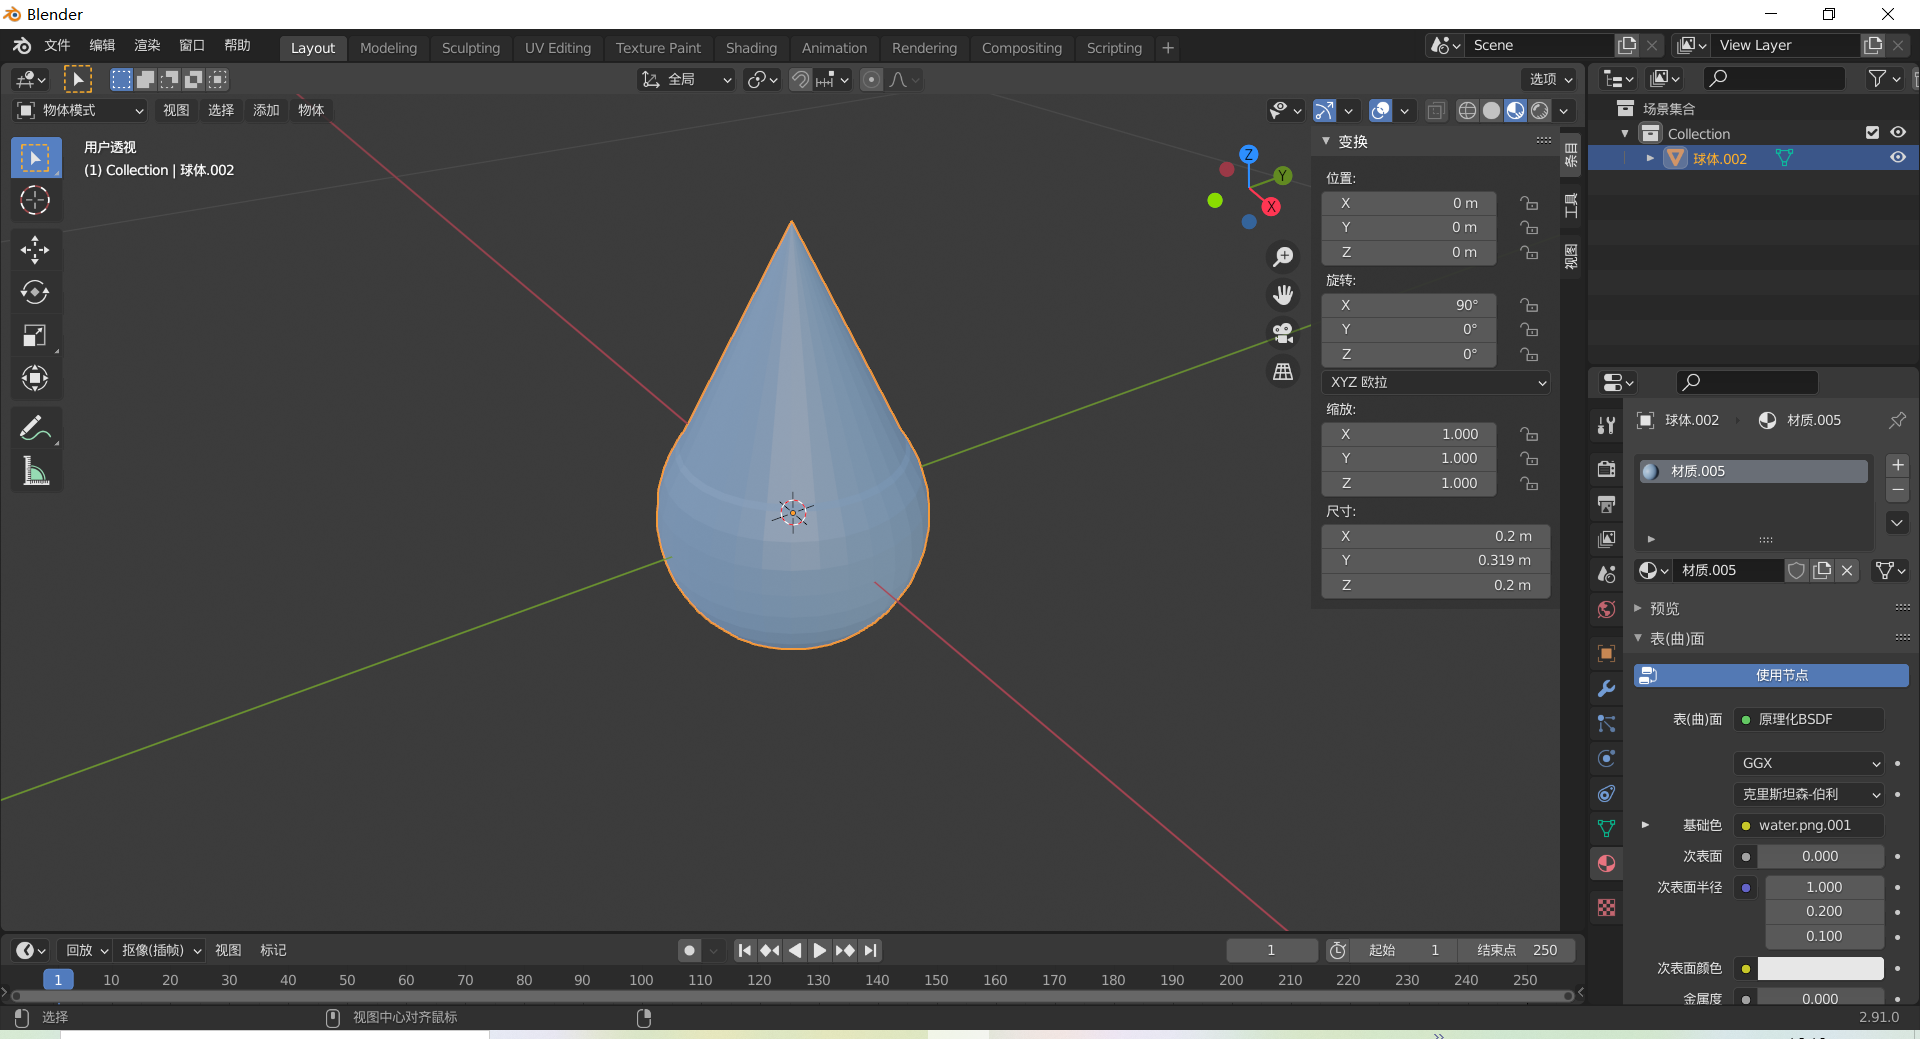 Blender
文件 编辑 渲染 窗口 帮助 Layout Modeling Sculpting UV Editing Texture Paint Shading Animation Rendering Compositing Scripting + Scene View Layer
全局 选项
物体模式 视图 选择 添加 物体
用户透视
(1) Collection | 球体.002
Z
Y
X
变换
位置:
X 0 m
Y 0 m
Z 0 m
旋转:
X 90°
Y 0°
Z 0°
XYZ 欧拉
缩放:
X 1.000
Y 1.000
Z 1.000
尺寸:
X 0.2 m
Y 0.319 m
Z 0.2 m
条目
工具
视图
场景集合
Collection
球体.002
球体.002 材质.005
材质.005
材质.005
预览
表(曲)面
使用节点
表(曲)面 原理化BSDF
GGX
克里斯坦森-伯利
基础色 water.png.001
次表面 0.000
次表面半径 1.000
0.200
0.100
次表面颜色
金属度 0.000
回放 抠像(插帧) 视图 标记 1 起始 1 结束点 250
1 10 20 30 40 50 60 70 80 90 100 110 120 130 140 150 160 170 180 190 200 210 220 230 240 250
选择 视图中心对齐鼠标 2.91.0